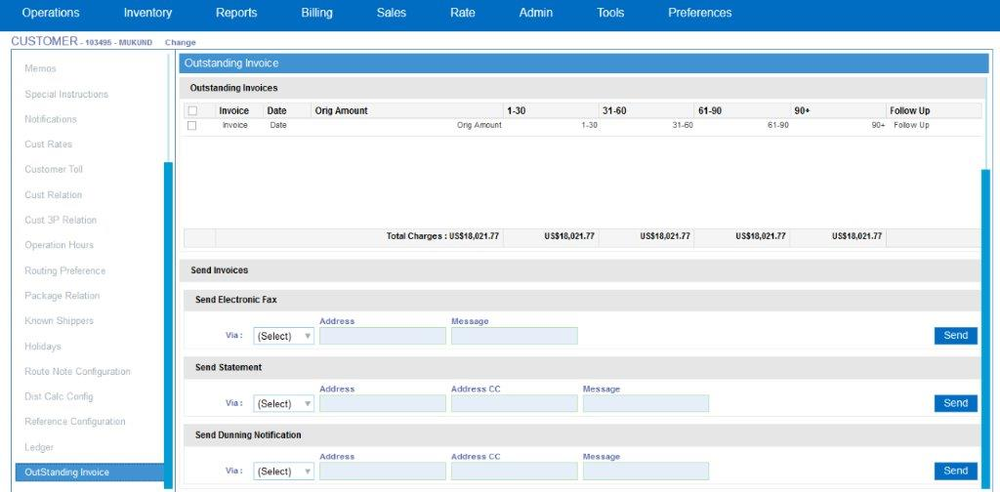 Operations Inventory Reports Billing Sales Rate Admin Tools Preferences
CUSTOMER - 103495 - MUKUND Change
Memos
Special Instructions
Notifications
Cust Rates
Customer Toll
Cust Relation
Cust 3P Relation
Operation Hours
Routing Preference
Package Relation
Known Shippers
Holidays
Route Note Configuration
Dist Calc Config
Reference Configuration
Ledger
OutStanding Invoice
Outstanding Invoice
Outstanding Invoices
Invoice Date Orig Amount 1-30 31-60 61-90 90+ Follow Up
Invoice Date Orig Amount 1-30 31-60 61-90 90+ Follow Up
Total Charges : US$18,021.77 US$18,021.77 US$18,021.77 US$18,021.77 US$18,021.77
Send Invoices
Send Electronic Fax
Address Message
Via : (Select) Send
Send Statement
Address Address CC Message
Via : (Select) Send
Send Dunning Notification
Address Address CC Message
Via : (Select) Send